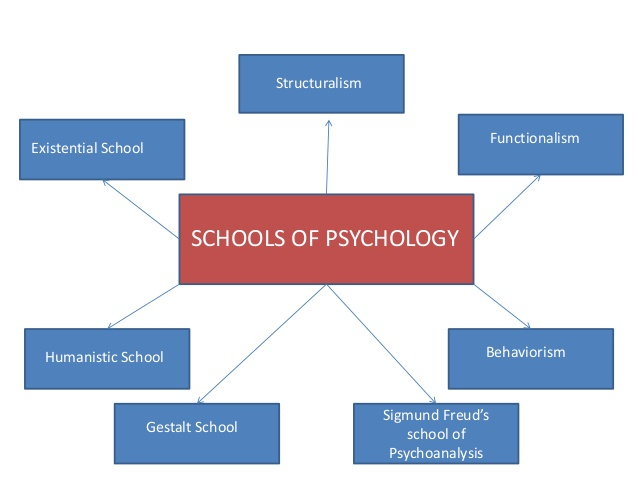 Structuralism
Functionalism
Existential School
SCHOOLS OF PSYCHOLOGY
Humanistic School
Behaviorism
Gestalt School
Sigmund Freud’s
school of
Psychoanalysis